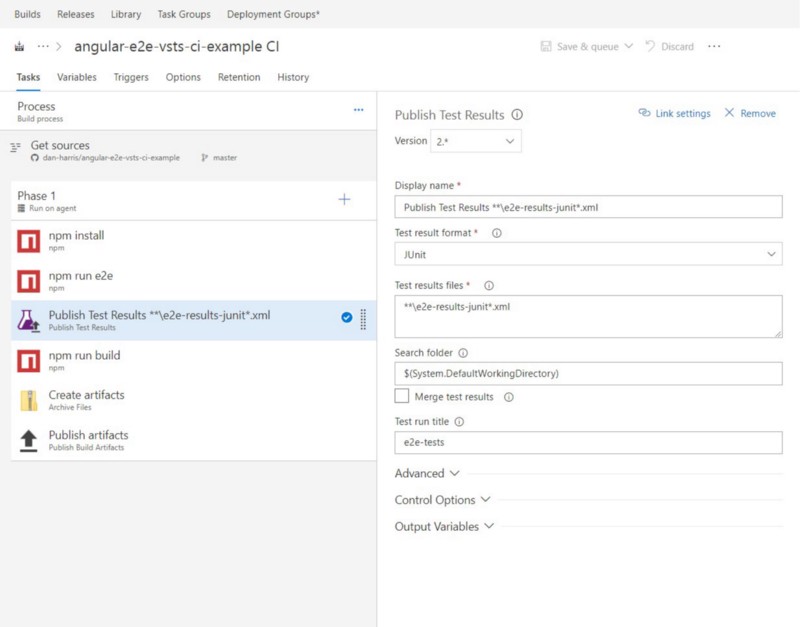 Builds Releases Library Task Groups Deployment Groups*
··· > angular-e2e-vsts-ci-example CI
Save & queue Discard ···
Tasks Variables Triggers Options Retention History
Process
Build process
···
Get sources
dan-harris/angular-e2e-vsts-ci-example master
Phase 1
Run on agent
+
npm install
npm
npm run e2e
npm
Publish Test Results **\e2e-results-junit*.xml
Publish Test Results
npm run build
npm
Create artifacts
Archive Files
Publish artifacts
Publish Build Artifacts
Publish Test Results
Link settings Remove
Version 2.*
Display name *
Publish Test Results **\e2e-results-junit*.xml
Test result format *
JUnit
Test results files *
**\e2e-results-junit*.xml
Search folder
$(System.DefaultWorkingDirectory)
Merge test results
Test run title
e2e-tests
Advanced
Control Options
Output Variables